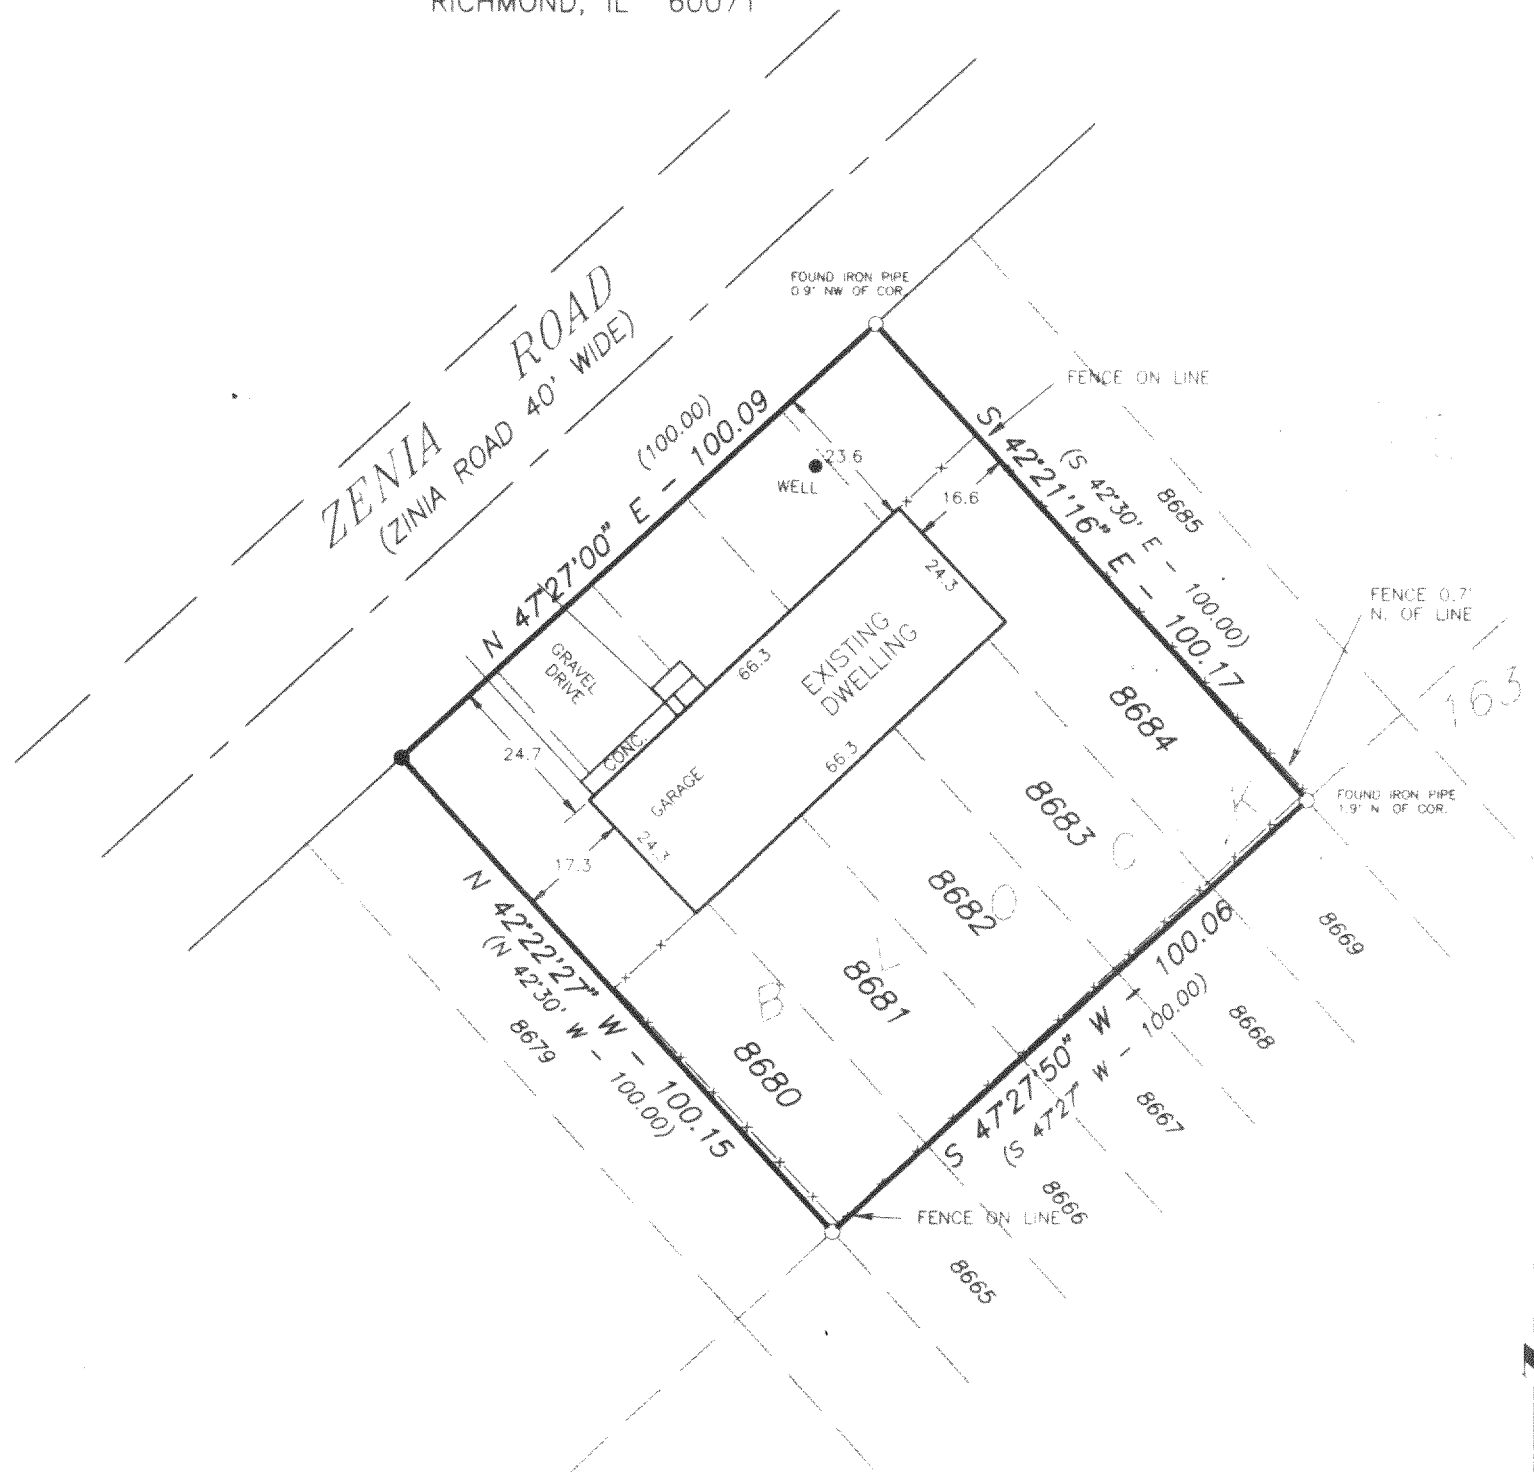 RICHMOND, IL 60071
FOUND IRON PIPE
0.9' NW OF COR.
ZENIA ROAD
(ZINIA ROAD 40' WIDE)
FENCE ON LINE
(100.00)
N 47°27'00" E - 100.09
23.6
WELL
16.6
S 42°21'16" E - 100.17
(S 42°30' E - 100.00)
8685
24.3
FENCE 0.7'
N. OF LINE
EXISTING
DWELLING
66.3
GRAVEL
DRIVE
163
8684
24.7
CONC.
66.3
GARAGE
FOUND IRON PIPE
1.9' N. OF COR.
8683
24.3
17.3
BLOCK
8682
8669
N 42°22'27" W - 100.15
(N 42°30' W - 100.00)
8681
S 47°27'50" W - 100.06
(S 47°27' W - 100.00)
8668
8679
8680
8667
8666
FENCE ON LINE
8665